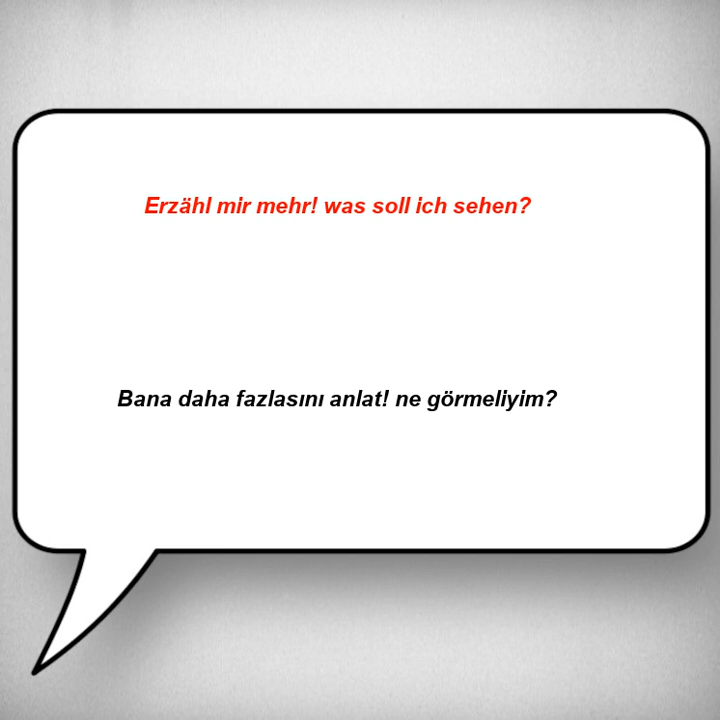 Erzähl mir mehr! was soll ich sehen?
Bana daha fazlasını anlat! ne görmeliyim?